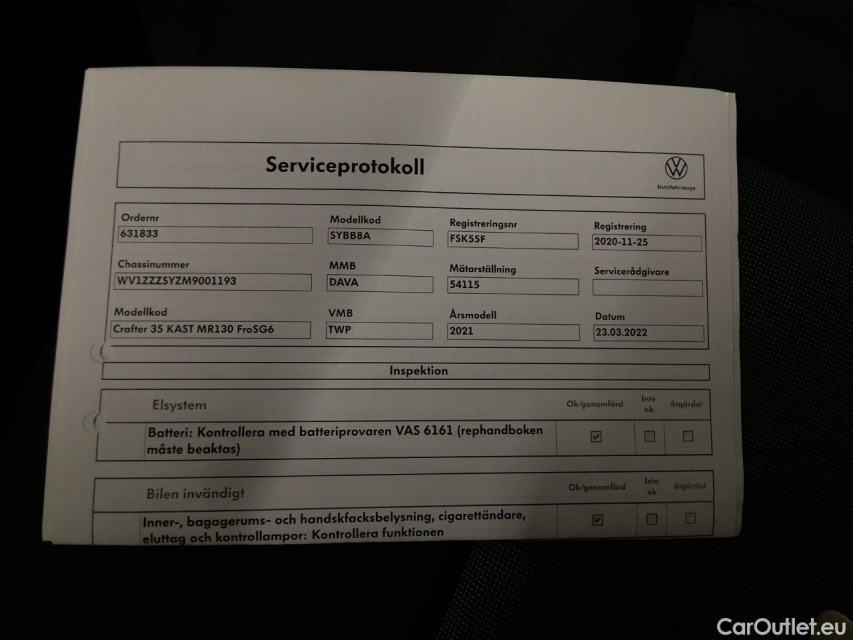 Serviceprotokoll
Nutzfahrzeuge
Ordernr
631833
Modellkod
SYBB8A
Registreringsnr
FSK55F
Registrering
2020-11-25
Chassinummer
WV1ZZZSYZM9001193
MMB
DAVA
Mätarställning
54115
Servicerådgivare
Modellkod
Crafter 35 KAST MR130 FroSG6
VMB
TWP
Årsmodell
2021
Datum
23.03.2022
Inspektion
Elsystem
Ok/genomförd
Inte
ok
åtgärdat
Batteri: Kontrollera med batteriprovaren VAS 6161 (rephandboken
måste beaktas)
Bilen invändigt
Ok/genomförd
Inte
ok
åtgärdat
Inner-, bagagerums- och handskfacksbelysning, cigarettändare,
eluttag och kontrollampor: Kontrollera funktionen
CarOutlet.eu